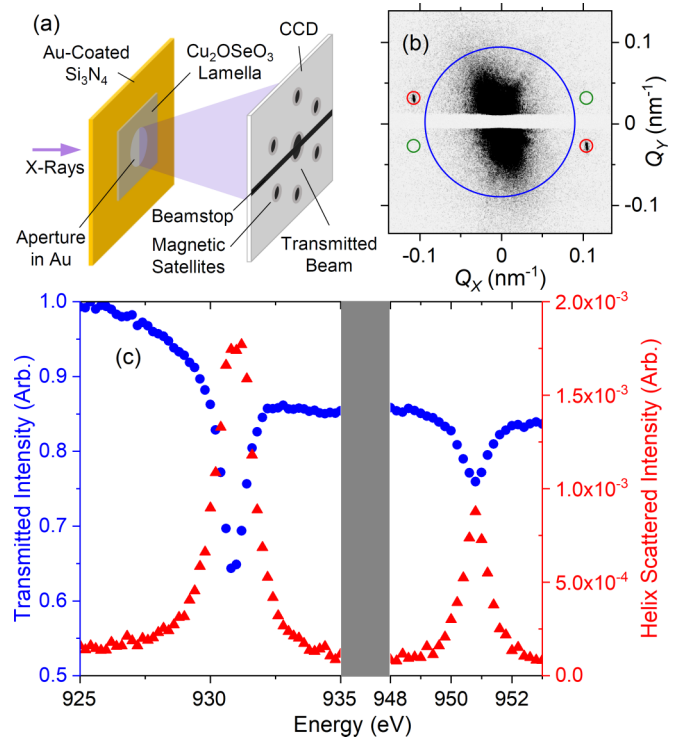 (a)
Au-Coated
Si3N4
Cu2OSeO3
Lamella
CCD
X-Rays
Aperture
in Au
Beamstop
Magnetic
Satellites
Transmitted
Beam
(b)
0.1
0
-0.1
QY (nm-1)
-0.1 0 0.1
QX (nm-1)
(c)
1.0
0.9
0.8
0.7
0.6
0.5
Transmitted Intensity (Arb.)
2.0x10-3
1.5x10-3
1.0x10-3
5.0x10-4
0.0
Helix Scattered Intensity (Arb.)
925 930 935 948 950 952
Energy (eV)